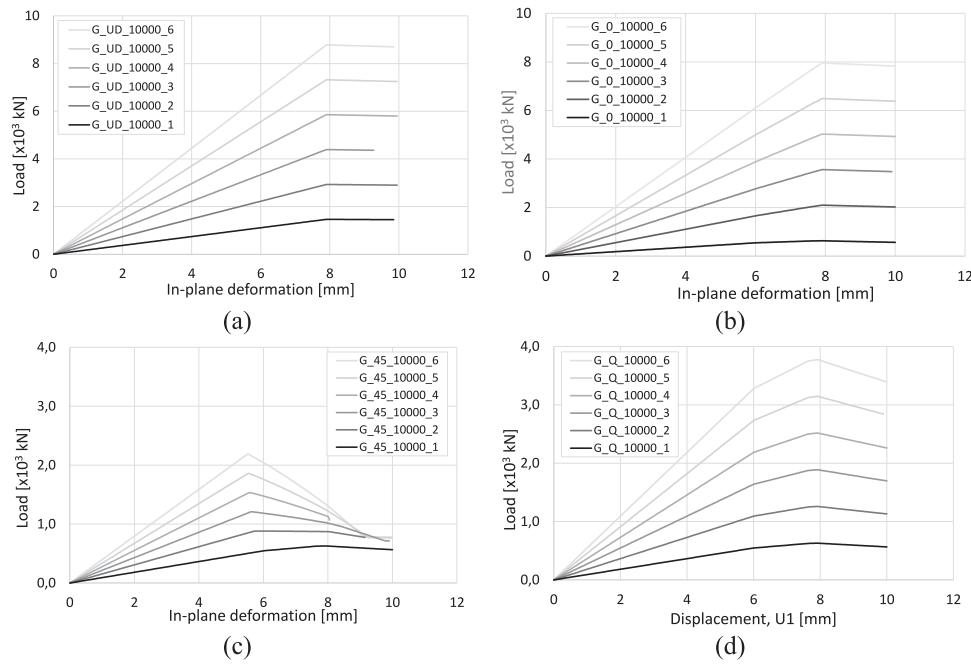 10
8
6
4
2
0
Load [x10³ kN]
G_UD_10000_6
G_UD_10000_5
G_UD_10000_4
G_UD_10000_3
G_UD_10000_2
G_UD_10000_1
0 2 4 6 8 10 12
In-plane deformation [mm]
(a)
10
8
6
4
2
0
Load [x10³ kN]
G_0_10000_6
G_0_10000_5
G_0_10000_4
G_0_10000_3
G_0_10000_2
G_0_10000_1
0 2 4 6 8 10 12
In-plane deformation [mm]
(b)
4,0
3,0
2,0
1,0
0,0
Load [x10³ kN]
G_45_10000_6
G_45_10000_5
G_45_10000_4
G_45_10000_3
G_45_10000_2
G_45_10000_1
0 2 4 6 8 10 12
In-plane deformation [mm]
(c)
4,0
3,0
2,0
1,0
0,0
Load [x10³ kN]
G_Q_10000_6
G_Q_10000_5
G_Q_10000_4
G_Q_10000_3
G_Q_10000_2
G_Q_10000_1
0 2 4 6 8 10 12
Displacement, U1 [mm]
(d)